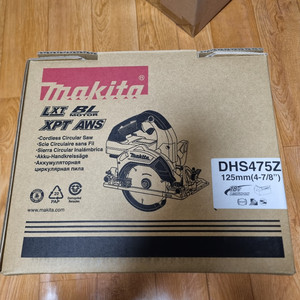 makita
LXT BL
MOTOR
XPT AWS
• Cordless Circular Saw
• Scie Circulaire sans Fil
• Sierra Circular Inalámbrica
• Akku-Handkreissäge
• Аккумуляторная
циркулярная пила
PAP
www.makita.com
DHS475Z
125mm(4-7/8")